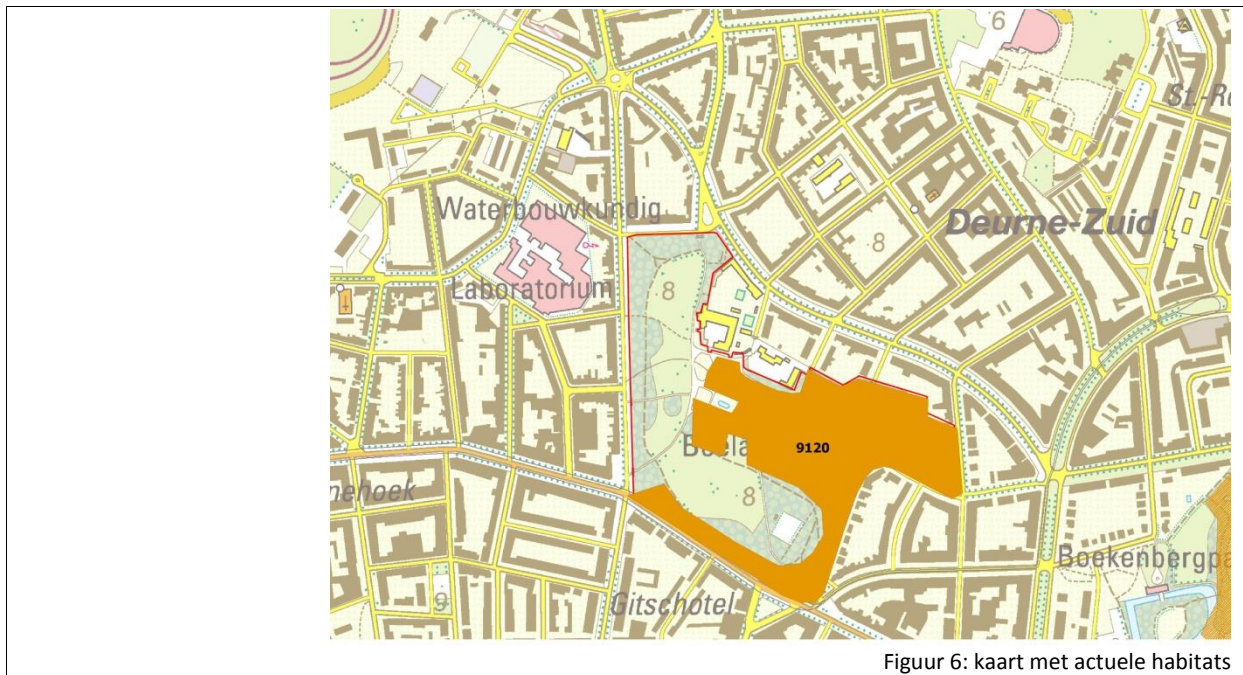 6
St.-Re
Waterbouwkundig
Deurne-Zuid
8
Laboratorium
8
Boela
9120
nehoek
8
Boekenbergpa
9
Gitschotel
Figuur 6: kaart met actuele habitats